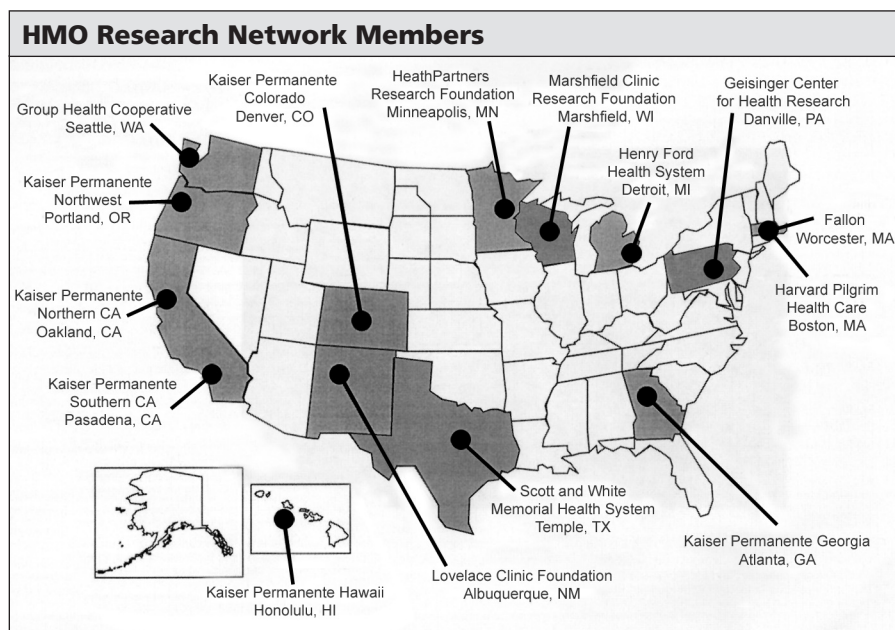 HMO Research Network Members
Kaiser Permanente
Colorado
Denver, CO
HeathPartners
Research Foundation
Minneapolis, MN
Marshfield Clinic
Research Foundation
Marshfield, WI
Geisinger Center
for Health Research
Danville, PA
Group Health Cooperative
Seattle, WA
Henry Ford
Health System
Detroit, MI
Kaiser Permanente
Northwest
Portland, OR
Fallon
Worcester, MA
Harvard Pilgrim
Health Care
Boston, MA
Kaiser Permanente
Northern CA
Oakland, CA
Kaiser Permanente
Southern CA
Pasadena, CA
Scott and White
Memorial Health System
Temple, TX
Kaiser Permanente Georgia
Atlanta, GA
Lovelace Clinic Foundation
Albuquerque, NM
Kaiser Permanente Hawaii
Honolulu, HI